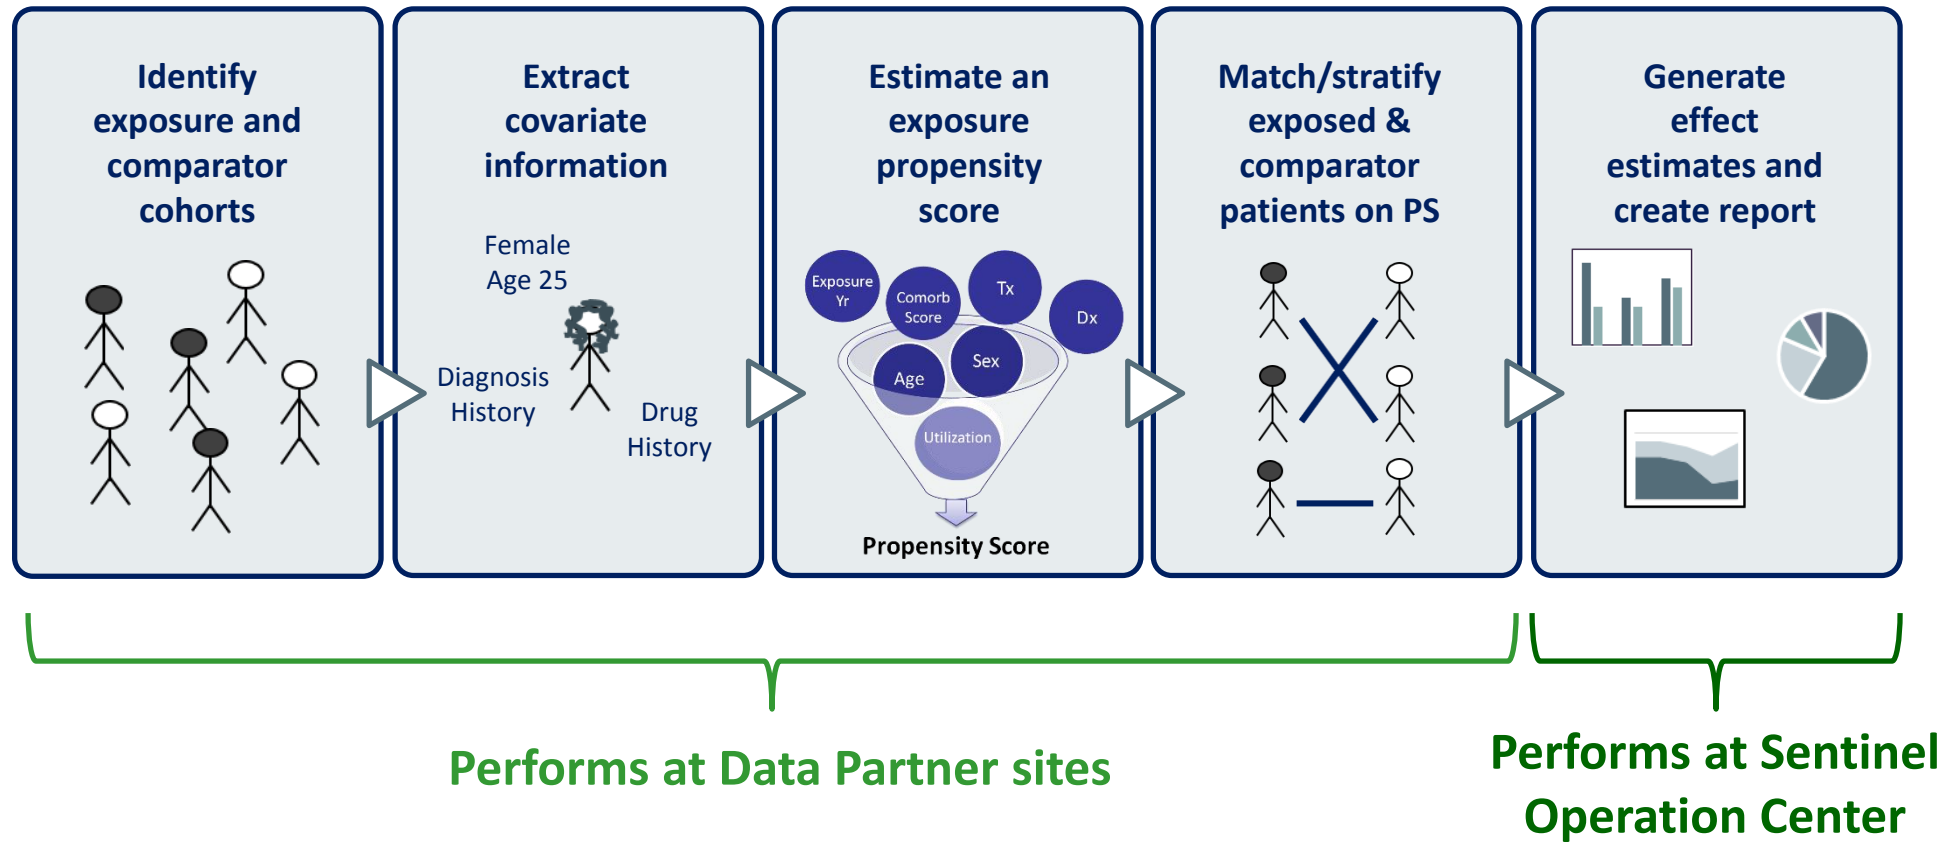 Identify
exposure and
comparator
cohorts
Extract
covariate
information
Female
Age 25
Diagnosis
History
Drug
History
Estimate an
exposure
propensity
score
Exposure
Yr
Comorb
Score
Tx
Dx
Age
Sex
Utilization
Propensity Score
Match/stratify
exposed &
comparator
patients on PS
Generate
effect
estimates and
create report
Performs at Data Partner sites
Performs at Sentinel
Operation Center